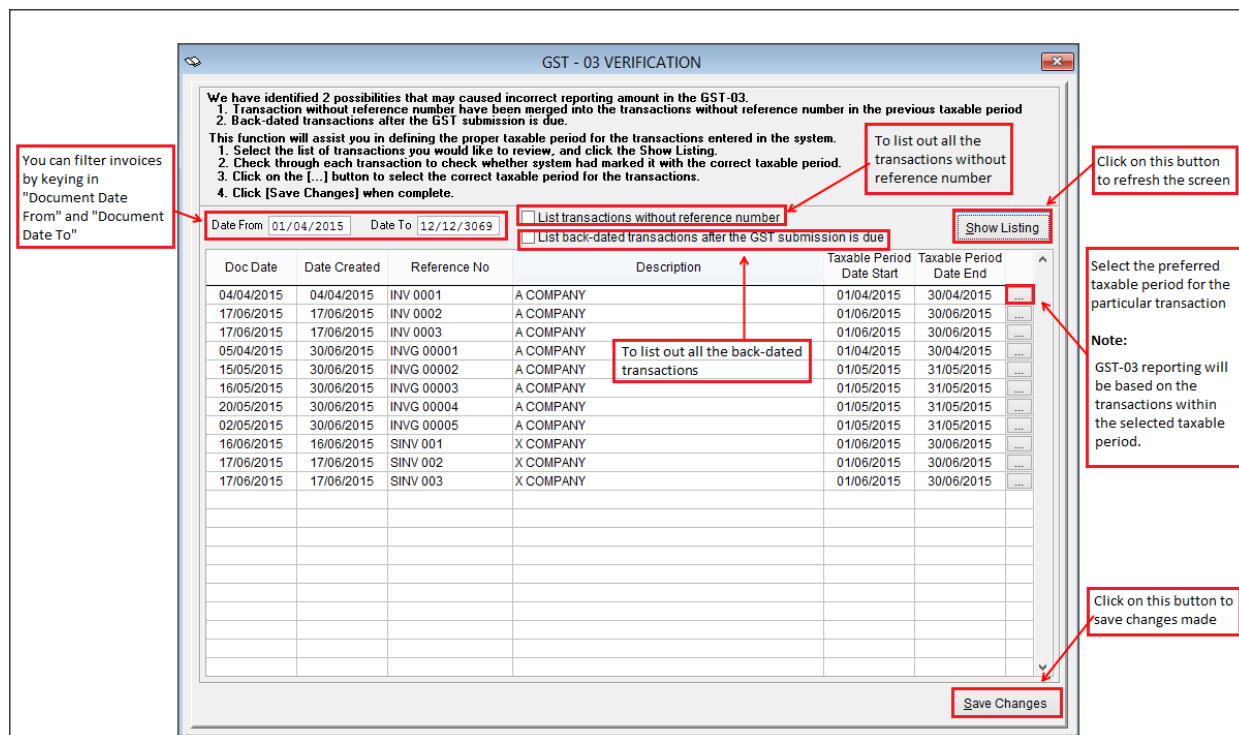 GST - 03 VERIFICATION
We have identified 2 possibilities that may caused incorrect reporting amount in the GST-03.
1. Transaction without reference number have been merged into the transactions without reference number in the previous taxable period
2. Back-dated transactions after the GST submission is due.
This function will assist you in defining the proper taxable period for the transactions entered in the system.
1. Select the list of transactions you would like to review, and click the Show Listing.
2. Check through each transaction to check whether system had marked it with the correct taxable period.
3. Click on the [...] button to select the correct taxable period for the transactions.
4. Click [Save Changes] when complete.
You can filter invoices
by keying in
"Document Date
From" and "Document
Date To"
To list out all the
transactions without
reference number
Click on this button
to refresh the screen
Date From 01/04/2015 Date To 12/12/3069
List transactions without reference number
List back-dated transactions after the GST submission is due
Show Listing
Doc Date Date Created Reference No Description Taxable Period Date Start Taxable Period Date End
04/04/2015 04/04/2015 INV 0001 A COMPANY 01/04/2015 30/04/2015 ...
17/06/2015 17/06/2015 INV 0002 A COMPANY 01/06/2015 30/06/2015 ...
17/06/2015 17/06/2015 INV 0003 A COMPANY 01/06/2015 30/06/2015 ...
05/04/2015 30/06/2015 INVG 00001 A COMPANY 01/04/2015 30/04/2015 ...
15/05/2015 30/06/2015 INVG 00002 A COMPANY 01/05/2015 31/05/2015 ...
16/05/2015 30/06/2015 INVG 00003 A COMPANY 01/05/2015 31/05/2015 ...
20/05/2015 30/06/2015 INVG 00004 A COMPANY 01/05/2015 31/05/2015 ...
02/05/2015 30/06/2015 INVG 00005 A COMPANY 01/05/2015 31/05/2015 ...
16/06/2015 16/06/2015 SINV 001 X COMPANY 01/06/2015 30/06/2015 ...
17/06/2015 17/06/2015 SINV 002 X COMPANY 01/06/2015 30/06/2015 ...
17/06/2015 17/06/2015 SINV 003 X COMPANY 01/06/2015 30/06/2015 ...
To list out all the back-dated
transactions
Select the preferred
taxable period for the
particular transaction
Note:
GST-03 reporting will
be based on the
transactions within
the selected taxable
period.
Click on this button to
save changes made
Save Changes